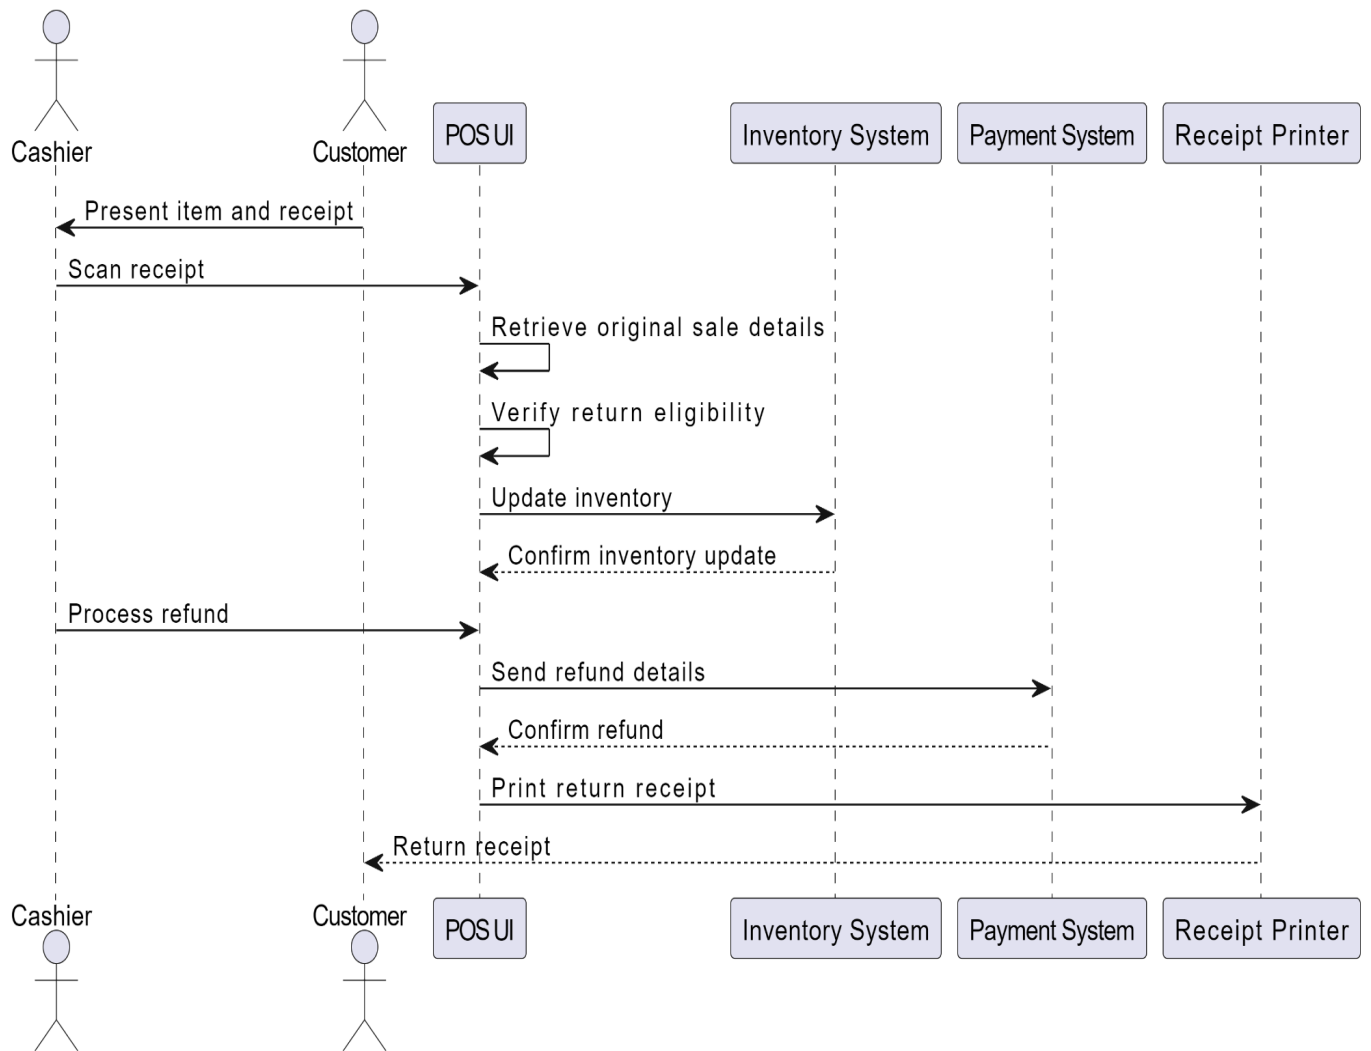 Cashier
Customer
POS UI
Inventory System
Payment System
Receipt Printer
Present item and receipt
Scan receipt
Retrieve original sale details
Verify return eligibility
Update inventory
Confirm inventory update
Process refund
Send refund details
Confirm refund
Print return receipt
Return receipt
Cashier
Customer
POS UI
Inventory System
Payment System
Receipt Printer